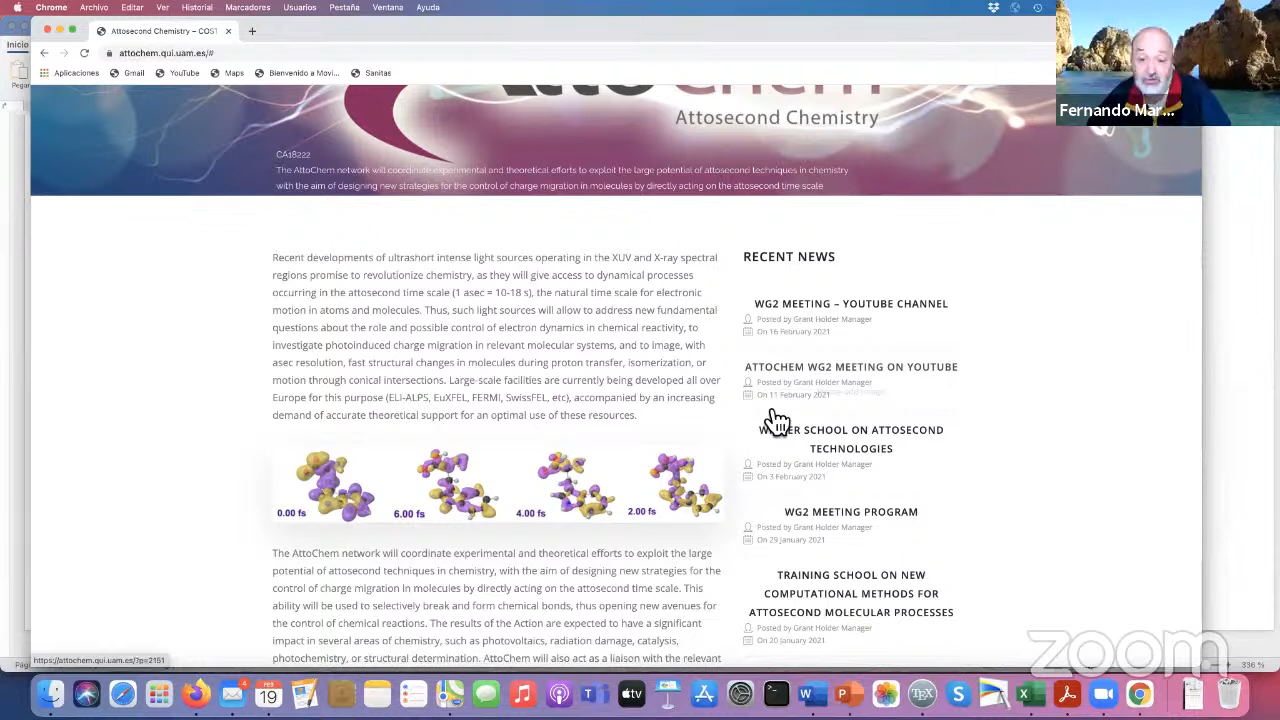 Chrome Archivo Editar Ver Historial Marcadores Usuarios Pestaña Ventana Ayuda
Inicio
Attosecond Chemistry – COST
attochem.qui.uam.es/#
Pegar
Aplicaciones Gmail YouTube Maps Bienvenido a Movi... Sanitas
Fernando Mar...
Attosecond Chemistry
CA18222
The AttoChem network will coordinate experimental and theoretical efforts to exploit the large potential of attosecond techniques in chemistry
with the aim of designing new strategies for the control of charge migration in molecules by directly acting on the attosecond time scale
Recent developments of ultrashort intense light sources operating in the XUV and X-ray spectral
regions promise to revolutionize chemistry, as they will give access to dynamical processes
occurring in the attosecond time scale (1 asec = 10-18 s), the natural time scale for electronic
motion in atoms and molecules. Thus, such light sources will allow to address new fundamental
questions about the role and possible control of electron dynamics in chemical reactivity, to
investigate photoinduced charge migration in relevant molecular systems, and to image, with
asec resolution, fast structural changes in molecules during proton transfer, isomerization, or
motion through conical intersections. Large-scale facilities are currently being developed all over
Europe for this purpose (ELI-ALPS, EuXFEL, FERMI, SwissFEL, etc), accompanied by an increasing
demand of accurate theoretical support for an optimal use of these resources.
0.00 fs 6.00 fs 4.00 fs 2.00 fs
The AttoChem network will coordinate experimental and theoretical efforts to exploit the large
potential of attosecond techniques in chemistry, with the aim of designing new strategies for the
control of charge migration in molecules by directly acting on the attosecond time scale. This
ability will be used to selectively break and form chemical bonds, thus opening new avenues for
the control of chemical reactions. The results of the Action are expected to have a significant
impact in several areas of chemistry, such as photovoltaics, radiation damage, catalysis,
photochemistry, or structural determination. AttoChem will also act as a liaison with the relevant
RECENT NEWS
WG2 MEETING – YOUTUBE CHANNEL
Posted by Grant Holder Manager
On 16 February 2021
ATTOCHEM WG2 MEETING ON YOUTUBE
Posted by Grant Holder Manager
On 11 February 2021
SCHOOL ON ATTOSECOND
TECHNOLOGIES
Posted by Grant Holder Manager
On 3 February 2021
WG2 MEETING PROGRAM
Posted by Grant Holder Manager
On 29 January 2021
TRAINING SCHOOL ON NEW
COMPUTATIONAL METHODS FOR
ATTOSECOND MOLECULAR PROCESSES
Posted by Grant Holder Manager
On 20 January 2021
https://attochem.qui.uam.es/?p=2151
336 %
zoom
4
FEB
19
TEX